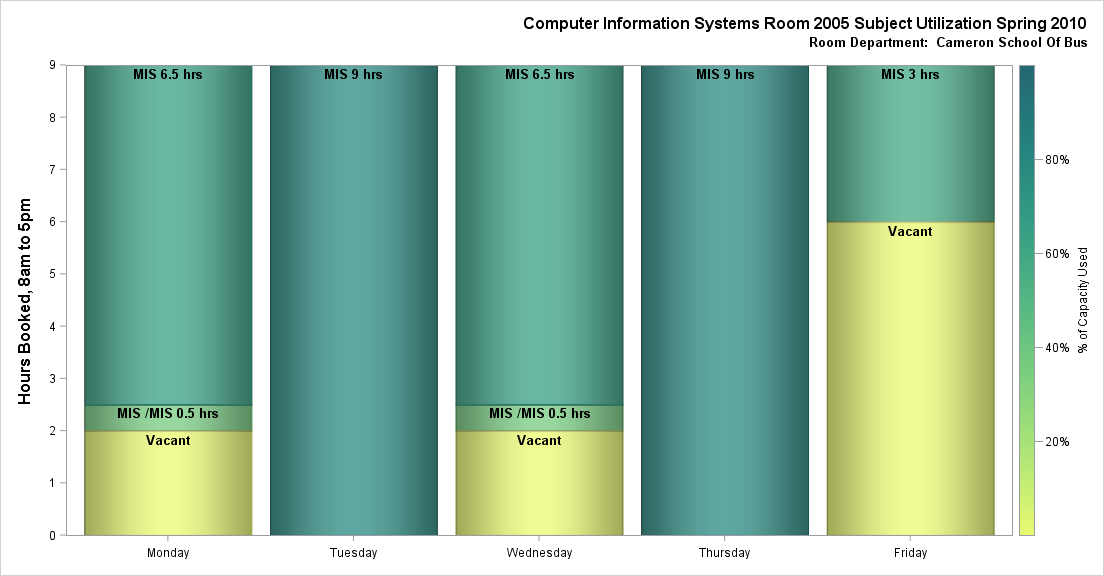 Computer Information Systems Room 2005 Subject Utilization Spring 2010
Room Department:  Cameron School Of Bus
Hours Booked, 8am to 5pm
9
8
7
6
5
4
3
2
1
0
MIS 6.5 hrs
MIS /MIS 0.5 hrs
Vacant
MIS 9 hrs
MIS 6.5 hrs
MIS /MIS 0.5 hrs
Vacant
MIS 9 hrs
MIS 3 hrs
Vacant
Monday
Tuesday
Wednesday
Thursday
Friday
80%
60%
40%
20%
% of Capacity Used